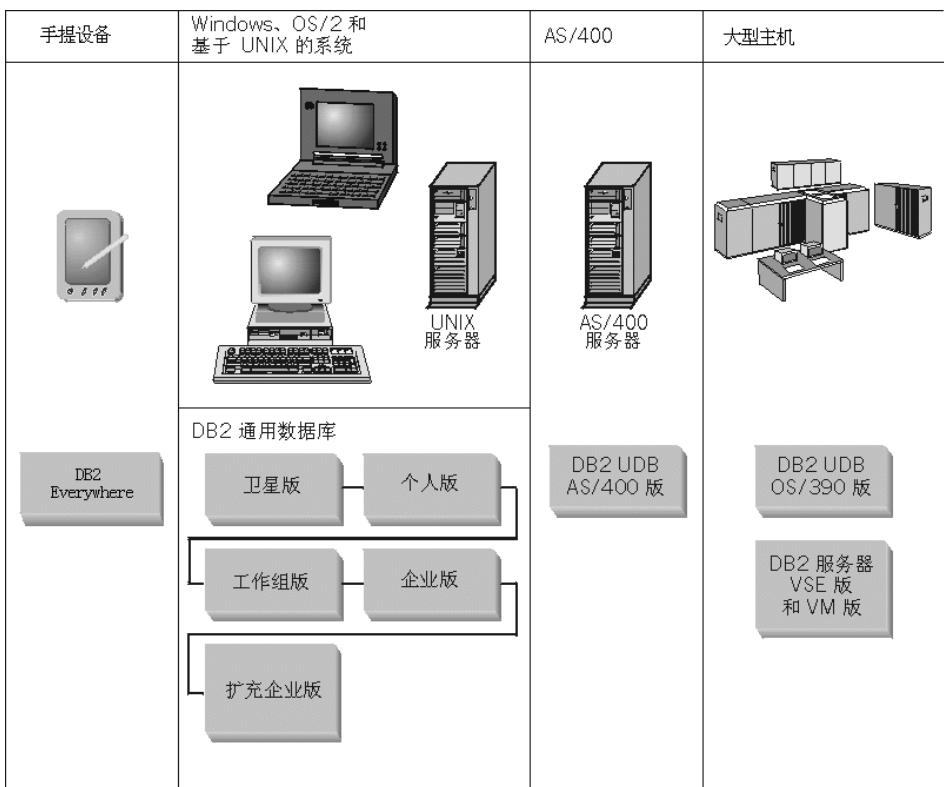 手提设备
Windows、OS/2 和
基于 UNIX 的系统
AS/400
大型主机
UNIX
服务器
AS/400
服务器
DB2 通用数据库
DB2
Everywhere
卫星版
个人版
工作组版
企业版
扩充企业版
DB2 UDB
AS/400 版
DB2 UDB
OS/390 版
DB2 服务器
VSE 版
和 VM 版